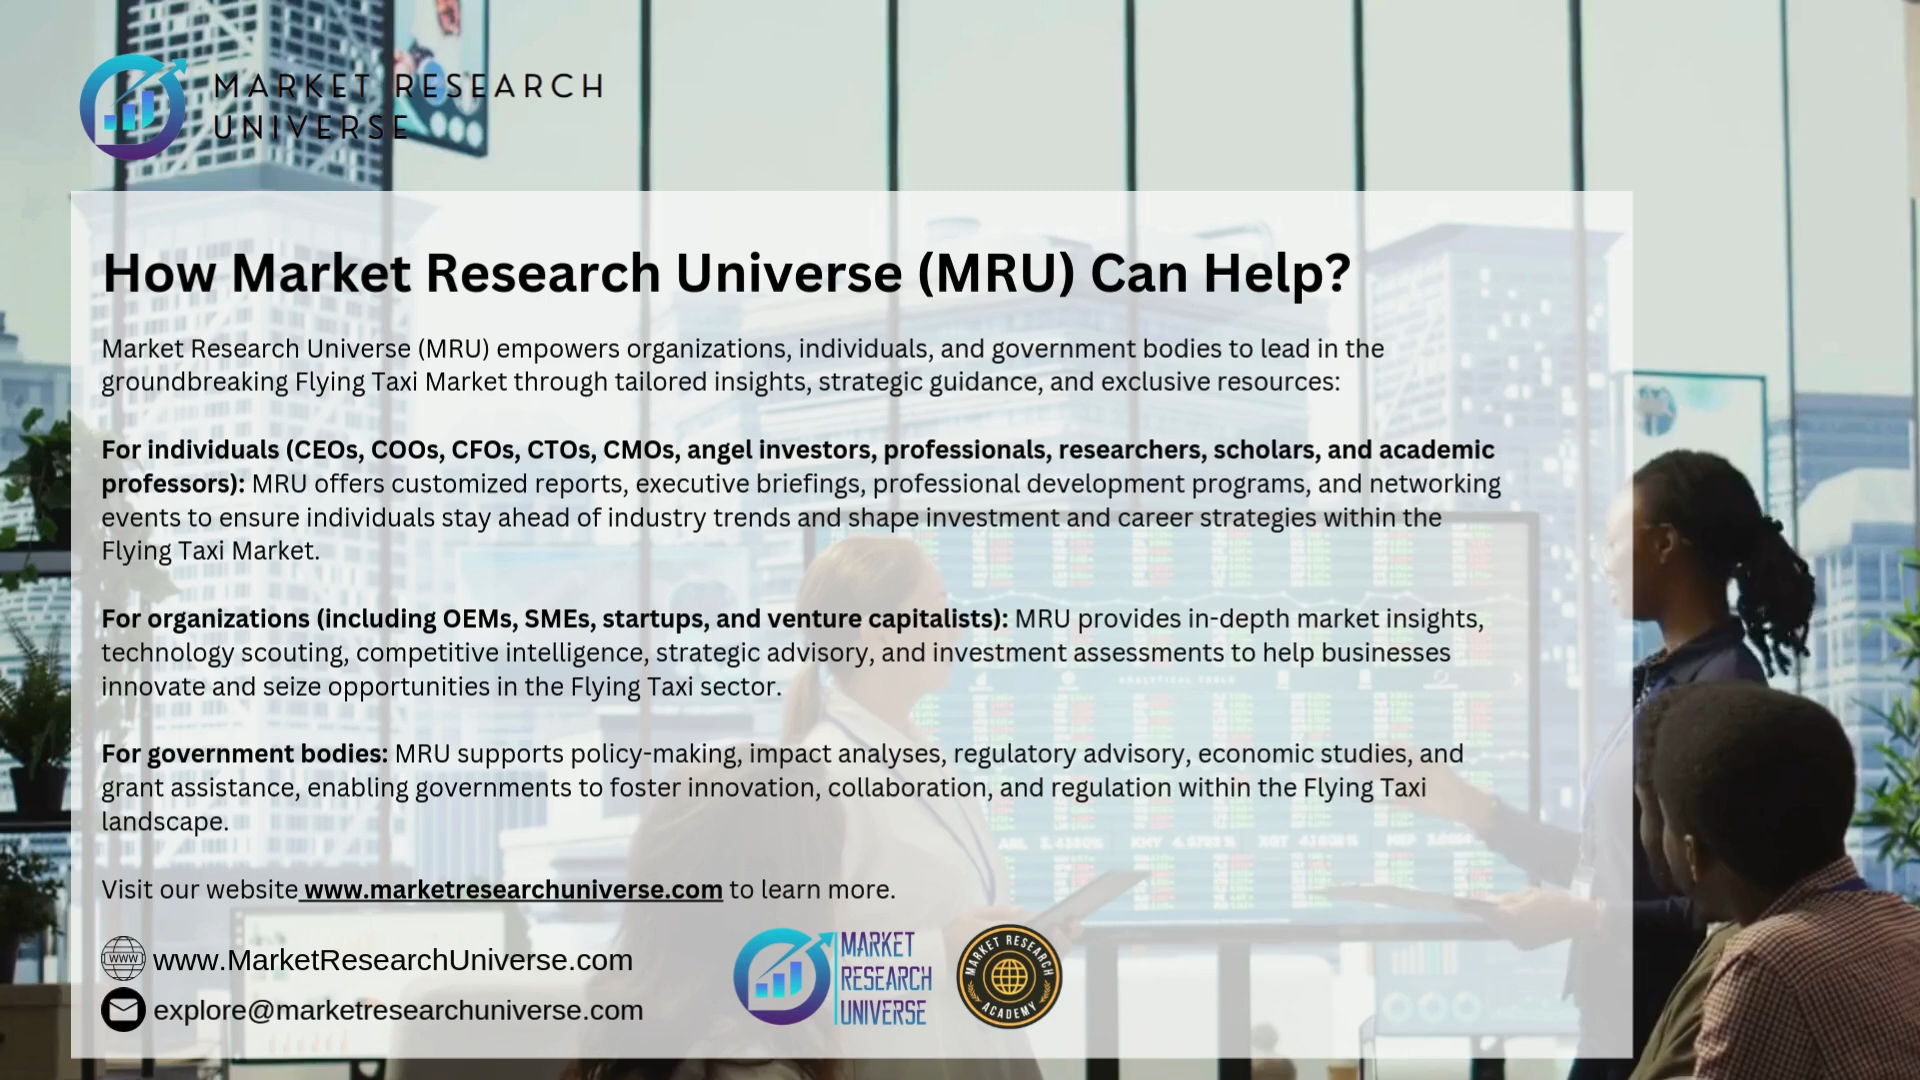 MARKET RESEARCH
UNIVERSE
How Market Research Universe (MRU) Can Help?
Market Research Universe (MRU) empowers organizations, individuals, and government bodies to lead in the
groundbreaking Flying Taxi Market through tailored insights, strategic guidance, and exclusive resources:
For individuals (CEOs, COOs, CFOs, CTOs, CMOs, angel investors, professionals, researchers, scholars, and academic
professors): MRU offers customized reports, executive briefings, professional development programs, and networking
events to ensure individuals stay ahead of industry trends and shape investment and career strategies within the
Flying Taxi Market.
For organizations (including OEMs, SMEs, startups, and venture capitalists): MRU provides in-depth market insights,
technology scouting, competitive intelligence, strategic advisory, and investment assessments to help businesses
innovate and seize opportunities in the Flying Taxi sector.
ANALYTICAL TOOLS
For government bodies: MRU supports policy-making, impact analyses, regulatory advisory, economic studies, and
grant assistance, enabling governments to foster innovation, collaboration, and regulation within the Flying Taxi
landscape.
Visit our website www.marketresearchuniverse.com to learn more.
www
www.MarketResearchUniverse.com
explore@marketresearchuniverse.com
MARKET
RESEARCH
UNIVERSE
MARKET RESEARCH
ACADEMY